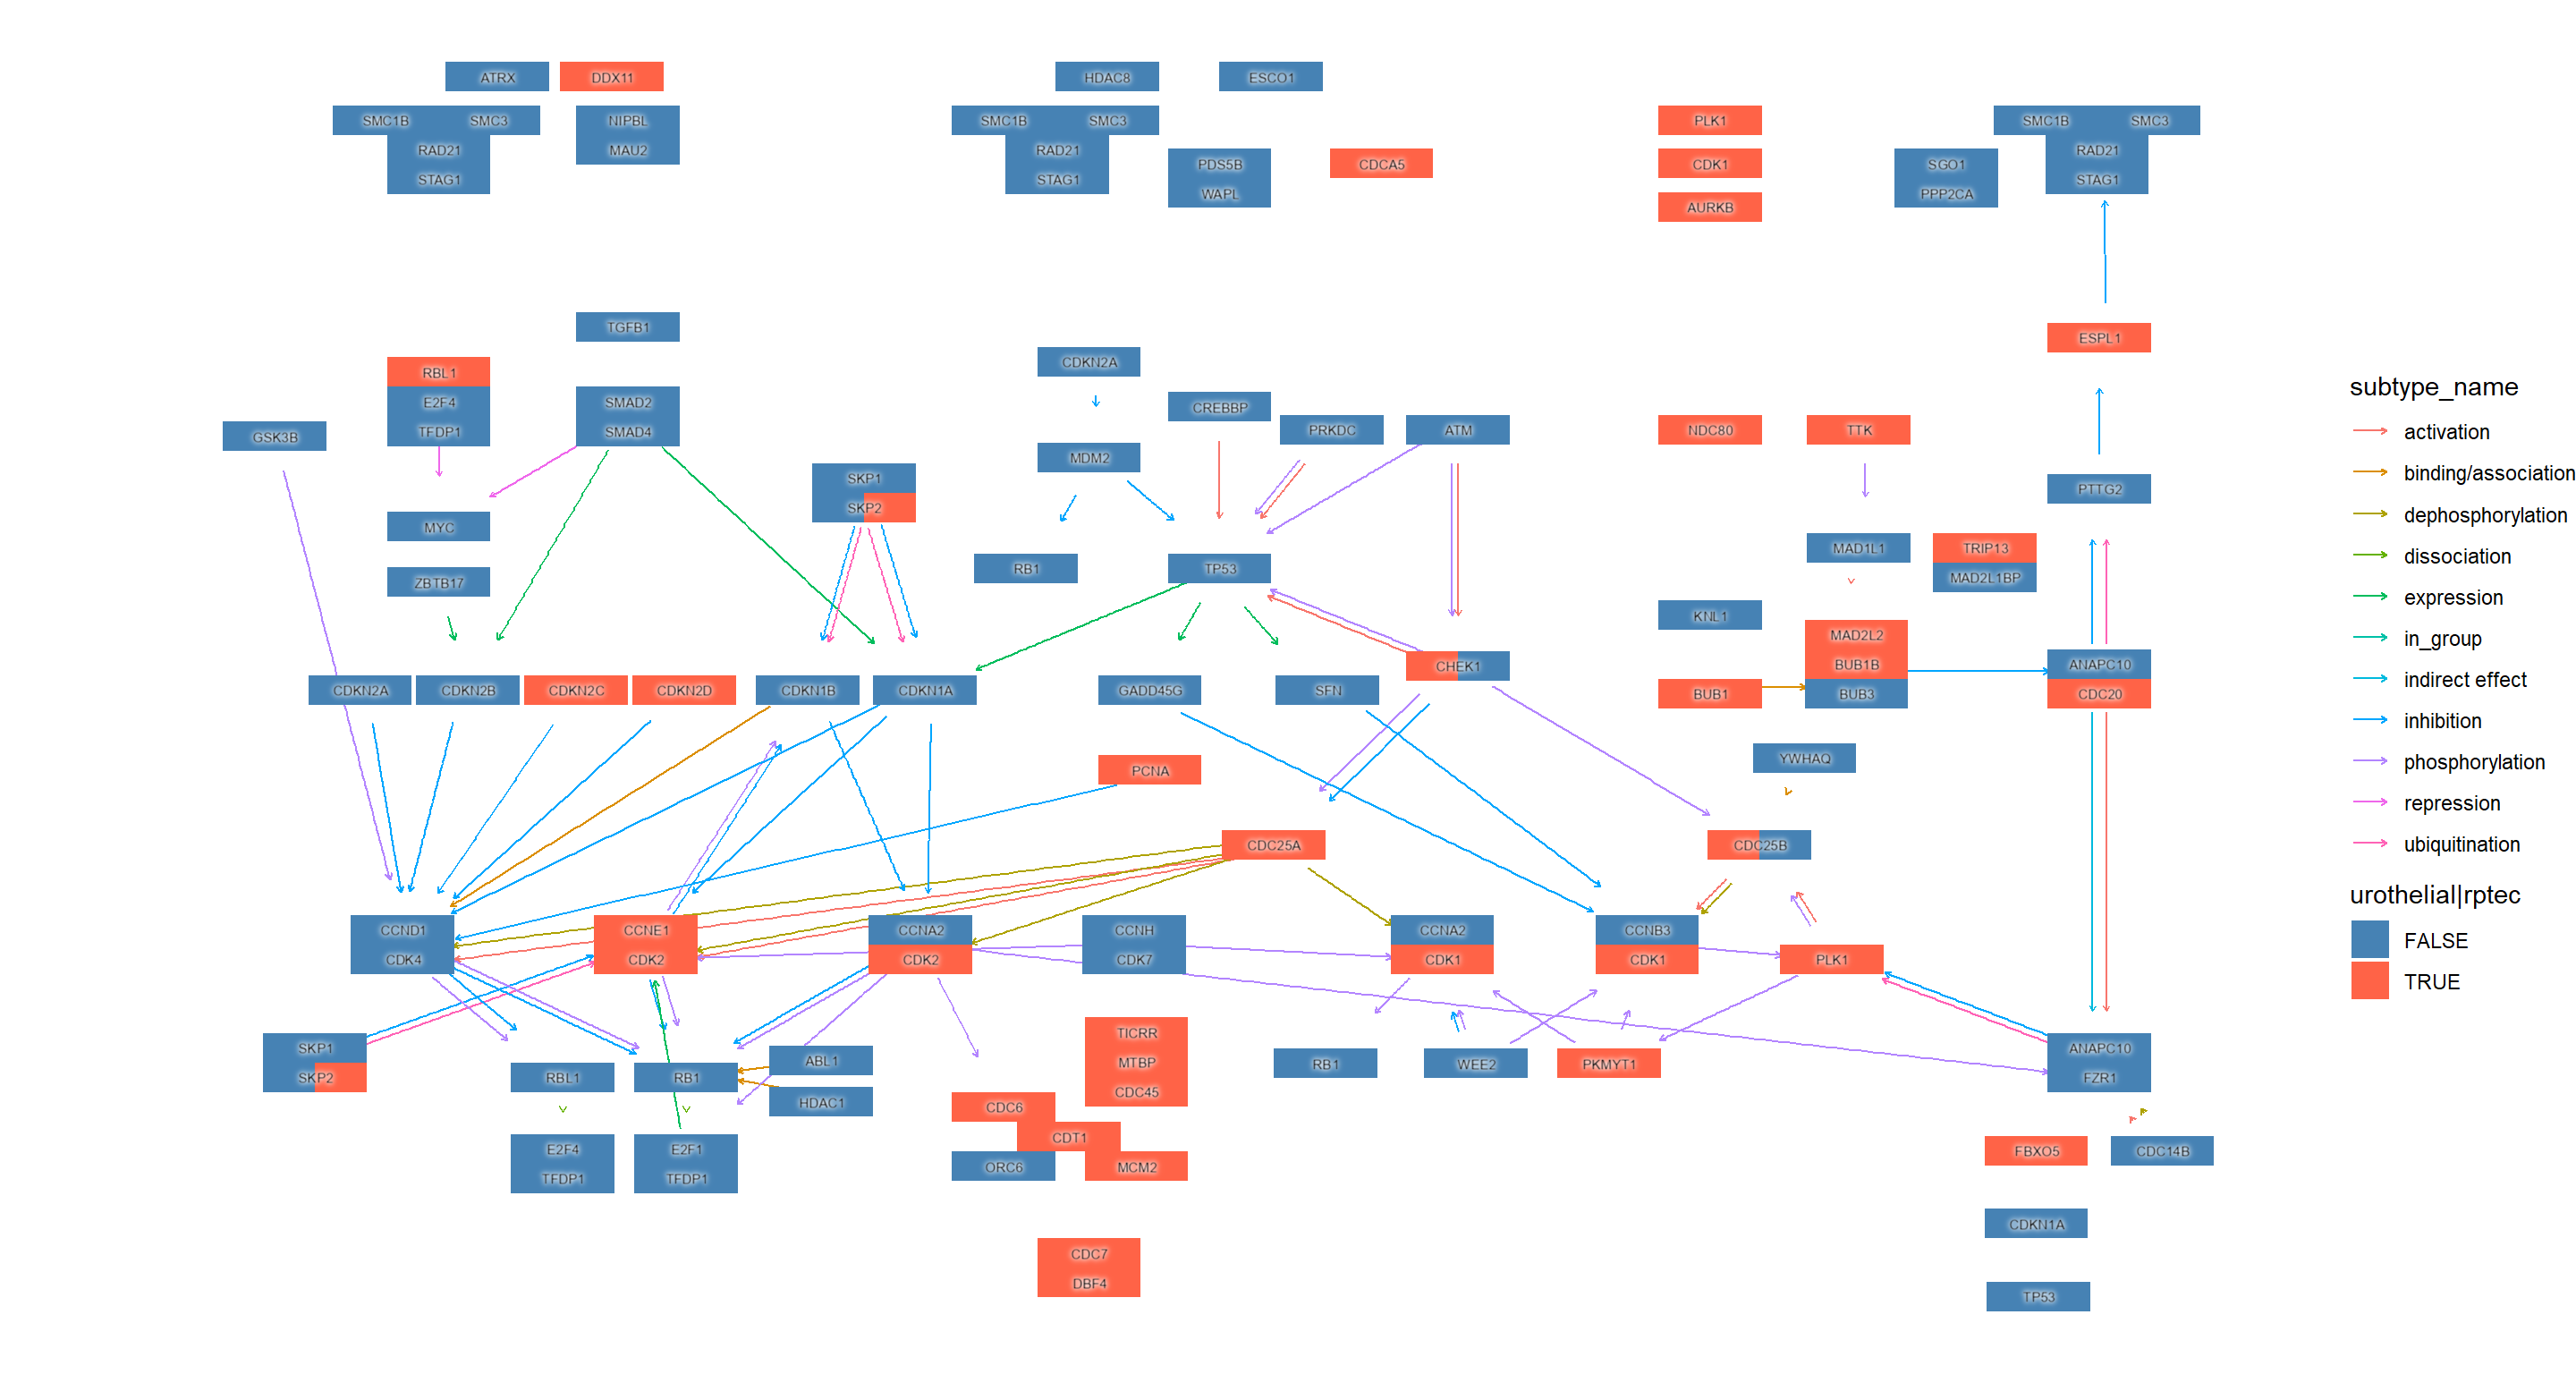 ATRX
DDX11
HDAC8
ESCO1
SMC1B SMC3
NIPBL
SMC1B SMC3
PLK1
SMC1B SMC3
RAD21
MAU2
RAD21
PDS5B
CDCA5
CDK1
SGO1
RAD21
STAG1
STAG1
WAPL
AURKB
PPP2CA
STAG1
TGFB1
ESPL1
RBL1
CDKN2A
E2F4
SMAD2
CREBBP
TFDP1
SMAD4
GSK3B
PRKDC
ATM
NDC80
TTK
MDM2
SKP1
SKP2
PTTG2
MYC
ZBTB17
RB1
TP53
MAD1L1
TRIP13
MAD2L1BP
KNL1
MAD2L2
BUB1B
BUB3
CHEK1
ANAPC10
CDC20
BUB1
CDKN2A
CDKN2B
CDKN2C
CDKN2D
CDKN1B
CDKN1A
GADD45G
SFN
PCNA
YWHAQ
CDC25A
CDC25B
CCND1
CDK4
CCNE1
CDK2
CCNA2
CDK2
CCNH
CDK7
CCNA2
CDK1
CCNB3
CDK1
PLK1
SKP1
SKP2
RBL1
RB1
ABL1
HDAC1
TICRR
MTBP
CDC45
RB1
WEE2
PKMYT1
ANAPC10
FZR1
CDC6
CDT1
ORC6
MCM2
E2F4
TFDP1
E2F1
TFDP1
FBXO5
CDC14B
CDKN1A
CDC7
DBF4
TP53
subtype_name
activation
binding/association
dephosphorylation
dissociation
expression
in_group
indirect effect
inhibition
phosphorylation
repression
ubiquitination
urothelial|rptec
FALSE
TRUE